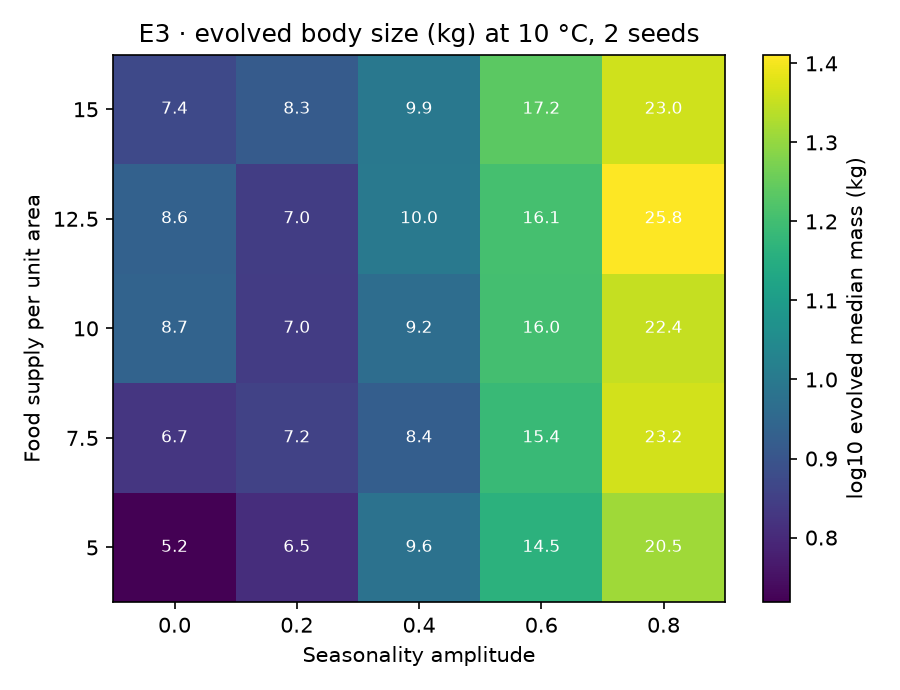 E3 · evolved body size (kg) at 10 °C, 2 seeds
Food supply per unit area
15
12.5
10
7.5
5
7.4 8.3 9.9 17.2 23.0
8.6 7.0 10.0 16.1 25.8
8.7 7.0 9.2 16.0 22.4
6.7 7.2 8.4 15.4 23.2
5.2 6.5 9.6 14.5 20.5
0.0 0.2 0.4 0.6 0.8
Seasonality amplitude
1.4
1.3
1.2
1.1
1.0
0.9
0.8
log10 evolved median mass (kg)